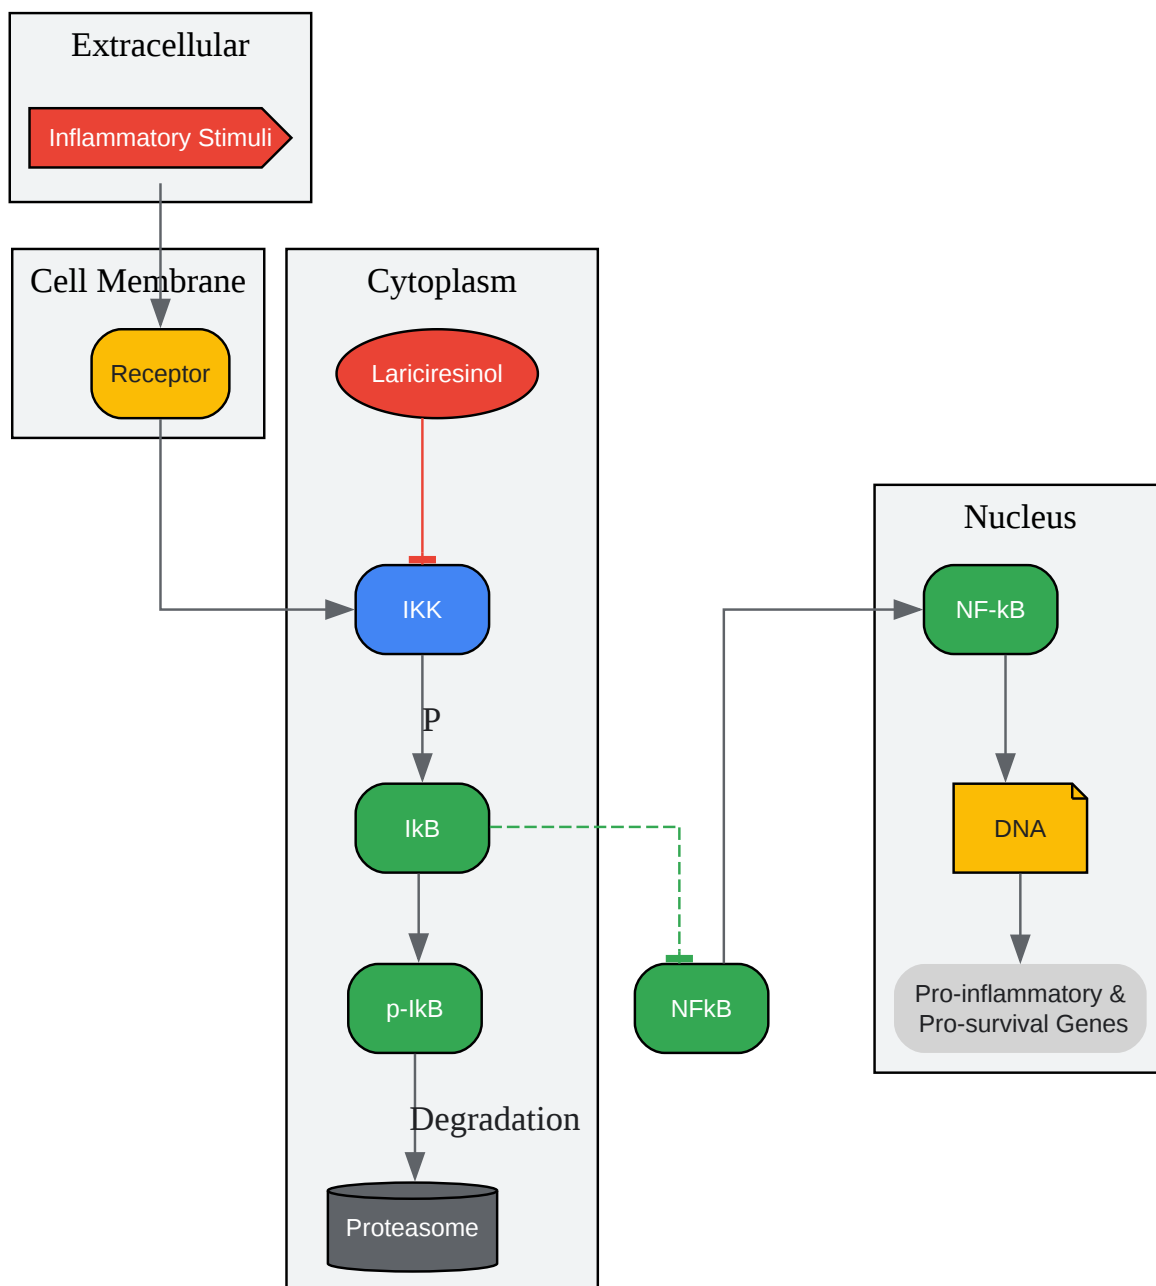 Extracellular
Inflammatory Stimuli
Cell Membrane
Receptor
Cytoplasm
Lariciresinol
IKK
P
IkB
p-IkB
Degradation
Proteasome
NFkB
Nucleus
NF-kB
DNA
Pro-inflammatory &
Pro-survival Genes